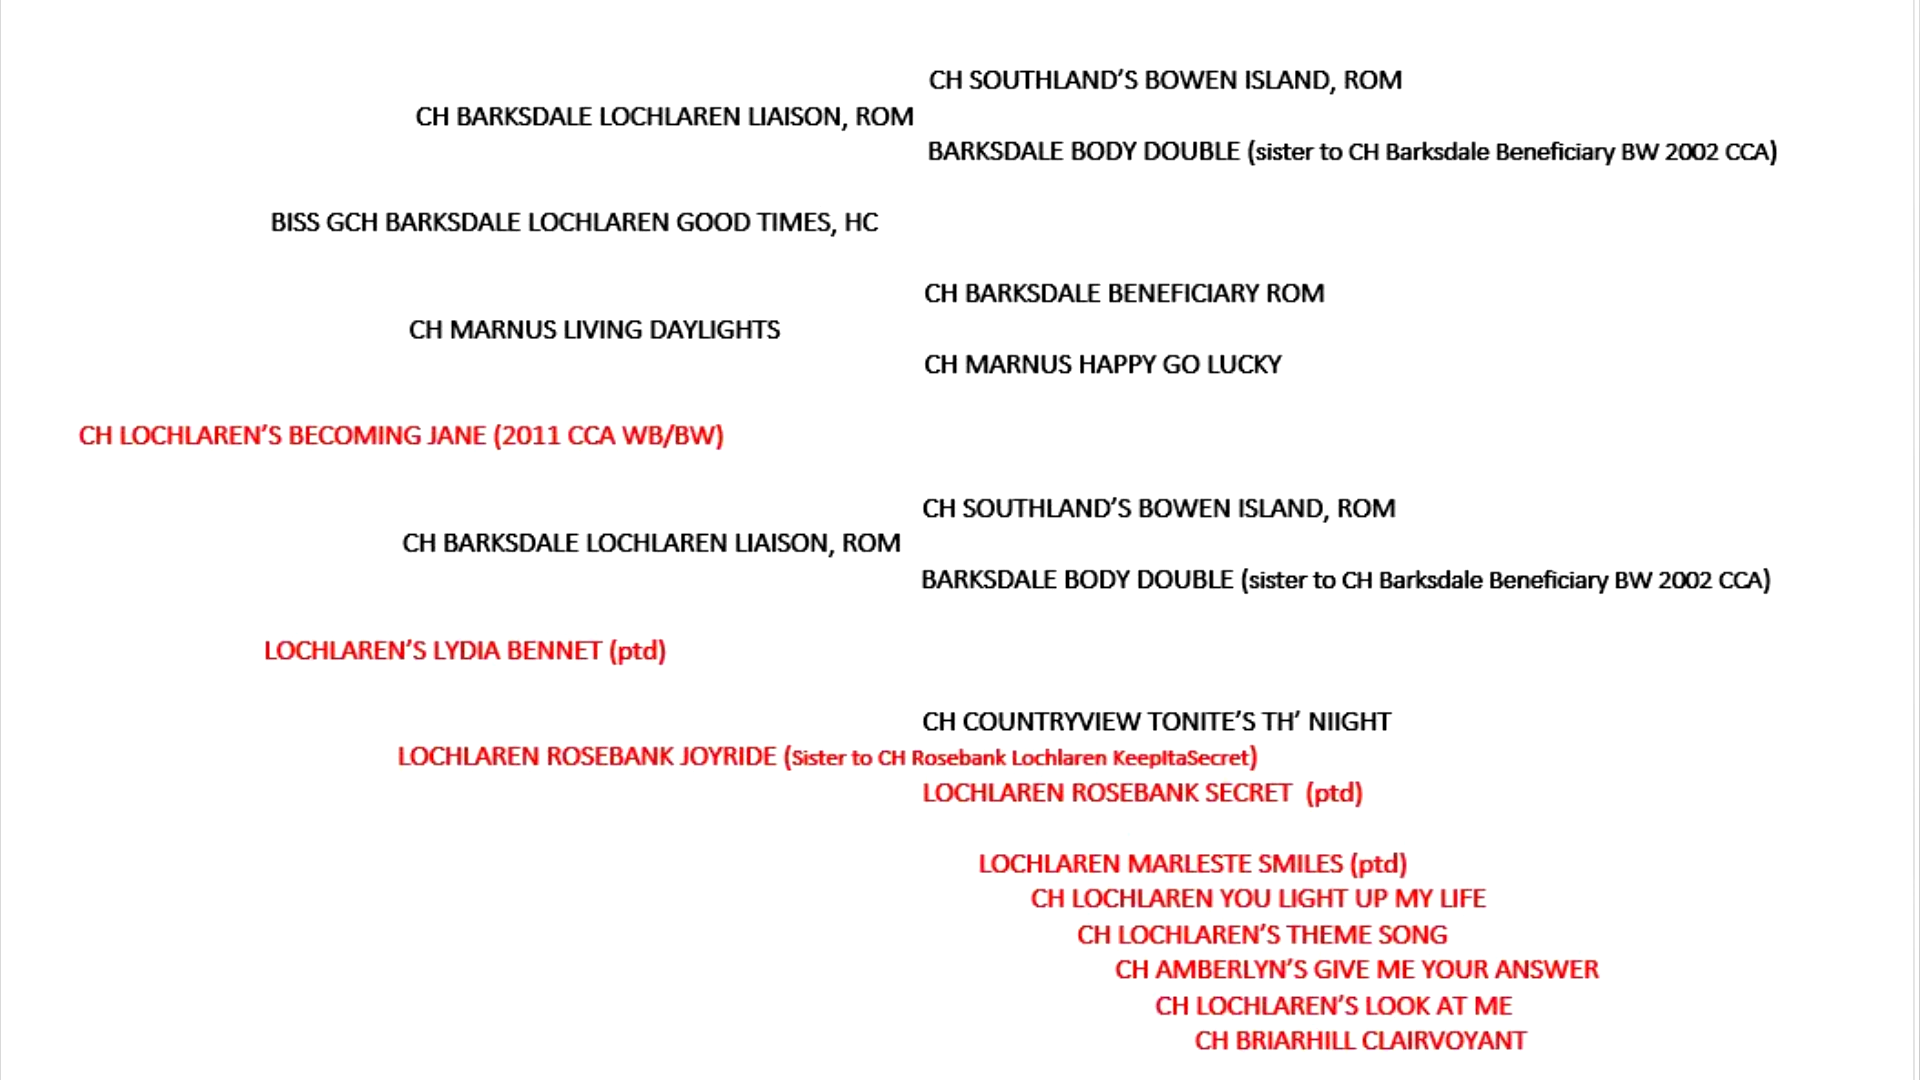 CH SOUTHLAND’S BOWEN ISLAND, ROM
CH BARKSDALE LOCHLAREN LIAISON, ROM
BARKSDALE BODY DOUBLE (sister to CH Barksdale Beneficiary BW 2002 CCA)
BISS GCH BARKSDALE LOCHLAREN GOOD TIMES, HC
CH BARKSDALE BENEFICIARY ROM
CH MARNUS LIVING DAYLIGHTS
CH MARNUS HAPPY GO LUCKY
CH LOCHLAREN’S BECOMING JANE (2011 CCA WB/BW)
CH SOUTHLAND’S BOWEN ISLAND, ROM
CH BARKSDALE LOCHLAREN LIAISON, ROM
BARKSDALE BODY DOUBLE (sister to CH Barksdale Beneficiary BW 2002 CCA)
LOCHLAREN’S LYDIA BENNET (ptd)
CH COUNTRYVIEW TONITE’S TH’ NIIGHT
LOCHLAREN ROSEBANK JOYRIDE (Sister to CH Rosebank Lochlaren KeepItaSecret)
LOCHLAREN ROSEBANK SECRET (ptd)
LOCHLAREN MARLESTE SMILES (ptd)
CH LOCHLAREN YOU LIGHT UP MY LIFE
CH LOCHLAREN’S THEME SONG
CH AMBERLYN’S GIVE ME YOUR ANSWER
CH LOCHLAREN’S LOOK AT ME
CH BRIARHILL CLAIRVOYANT